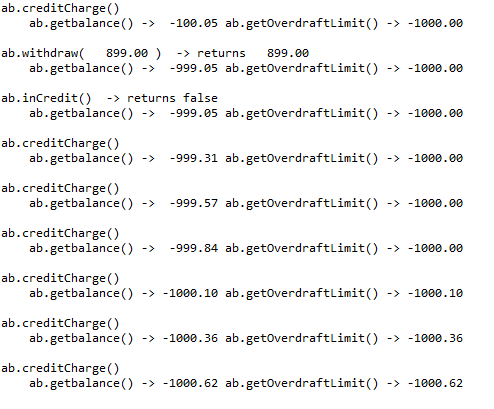 ab.creditCharge()
    ab.getbalance() ->  -100.05 ab.getOverdraftLimit() -> -1000.00
ab.withdraw(   899.00 )  -> returns   899.00
    ab.getbalance() ->  -999.05 ab.getOverdraftLimit() -> -1000.00
ab.inCredit()  -> returns false
    ab.getbalance() ->  -999.05 ab.getOverdraftLimit() -> -1000.00
ab.creditCharge()
    ab.getbalance() ->  -999.31 ab.getOverdraftLimit() -> -1000.00
ab.creditCharge()
    ab.getbalance() ->  -999.57 ab.getOverdraftLimit() -> -1000.00
ab.creditCharge()
    ab.getbalance() ->  -999.84 ab.getOverdraftLimit() -> -1000.00
ab.creditCharge()
    ab.getbalance() -> -1000.10 ab.getOverdraftLimit() -> -1000.10
ab.creditCharge()
    ab.getbalance() -> -1000.36 ab.getOverdraftLimit() -> -1000.36
ab.creditCharge()
    ab.getbalance() -> -1000.62 ab.getOverdraftLimit() -> -1000.62